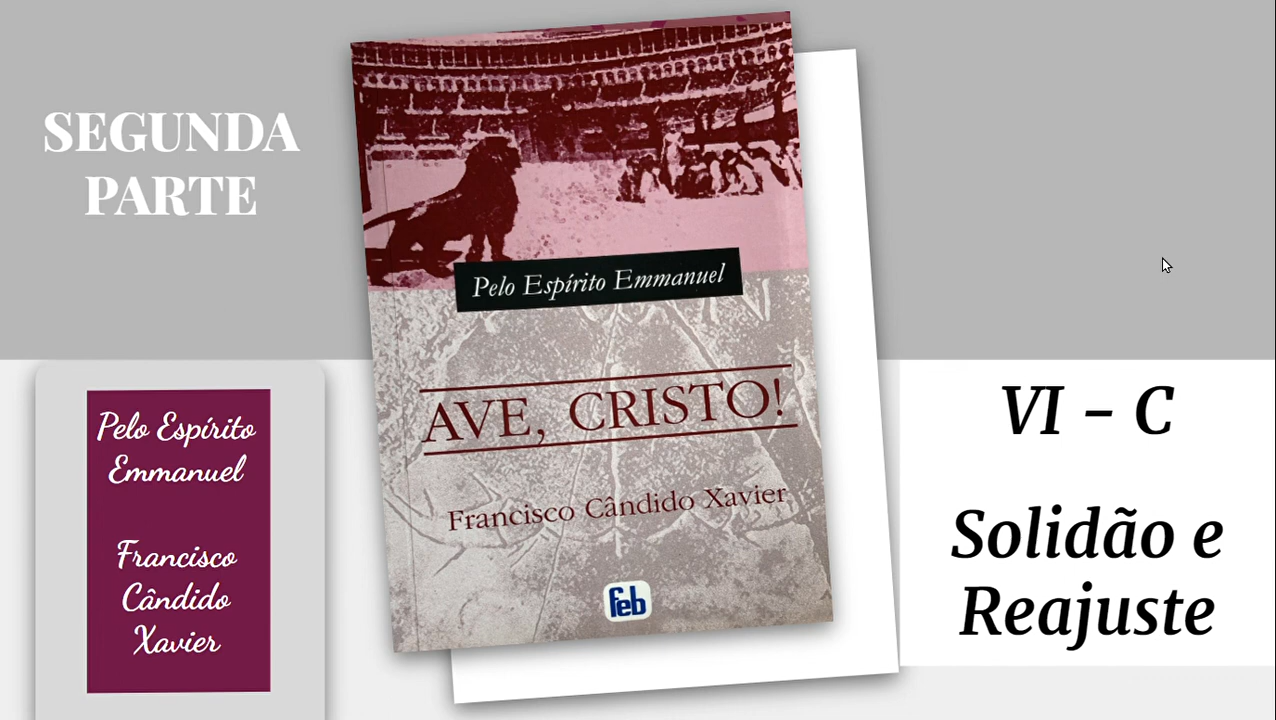 SEGUNDA
PARTE
Pelo Espírito Emmanuel
AVE, CRISTO!
Francisco Cândido Xavier
feb
Pelo Espírito
Emmanuel
Francisco
Cândido
Xavier
VI - C
Solidão e
Reajuste